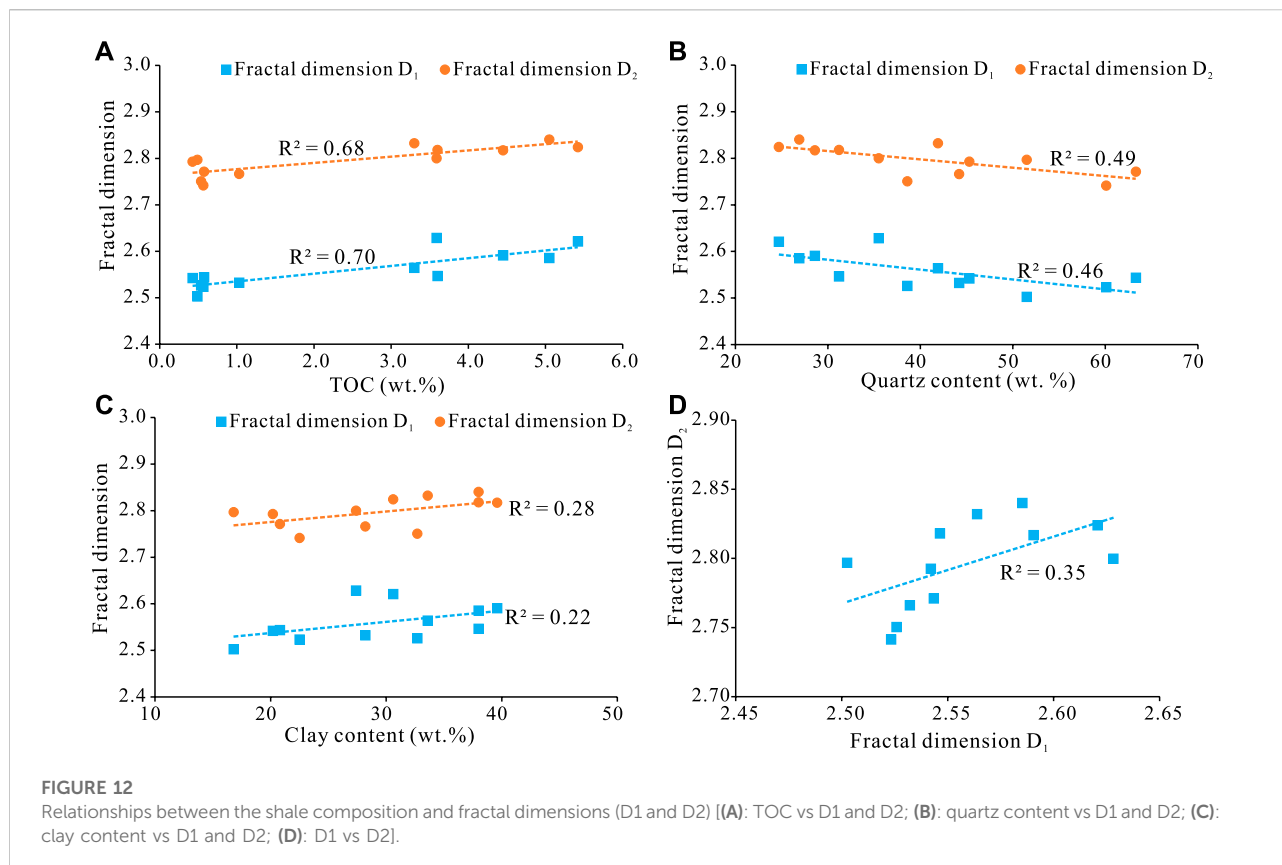 A
Fractal dimension D₁ Fractal dimension D₂
3.0
2.9
2.8
2.7
2.6
2.5
2.4
Fractal dimension
R² = 0.68
R² = 0.70
0.0 1.0 2.0 3.0 4.0 5.0 6.0
TOC (wt.%)
B
Fractal dimension D₁ Fractal dimension D₂
3.0
2.9
2.8
2.7
2.6
2.5
2.4
Fractal dimension
R² = 0.49
R² = 0.46
20 30 40 50 60 70
Quartz content (wt. %)
C
Fractal dimension D₁ Fractal dimension D₂
3.0
2.9
2.8
2.7
2.6
2.5
2.4
Fractal dimension
R² = 0.28
R² = 0.22
10 20 30 40 50
Clay content (wt.%)
D
2.90
2.85
2.80
2.75
2.70
Fractal dimension D₂
R² = 0.35
2.45 2.50 2.55 2.60 2.65
Fractal dimension D₁
FIGURE 12
Relationships between the shale composition and fractal dimensions (D1 and D2) [(A): TOC vs D1 and D2; (B): quartz content vs D1 and D2; (C):
clay content vs D1 and D2; (D): D1 vs D2].